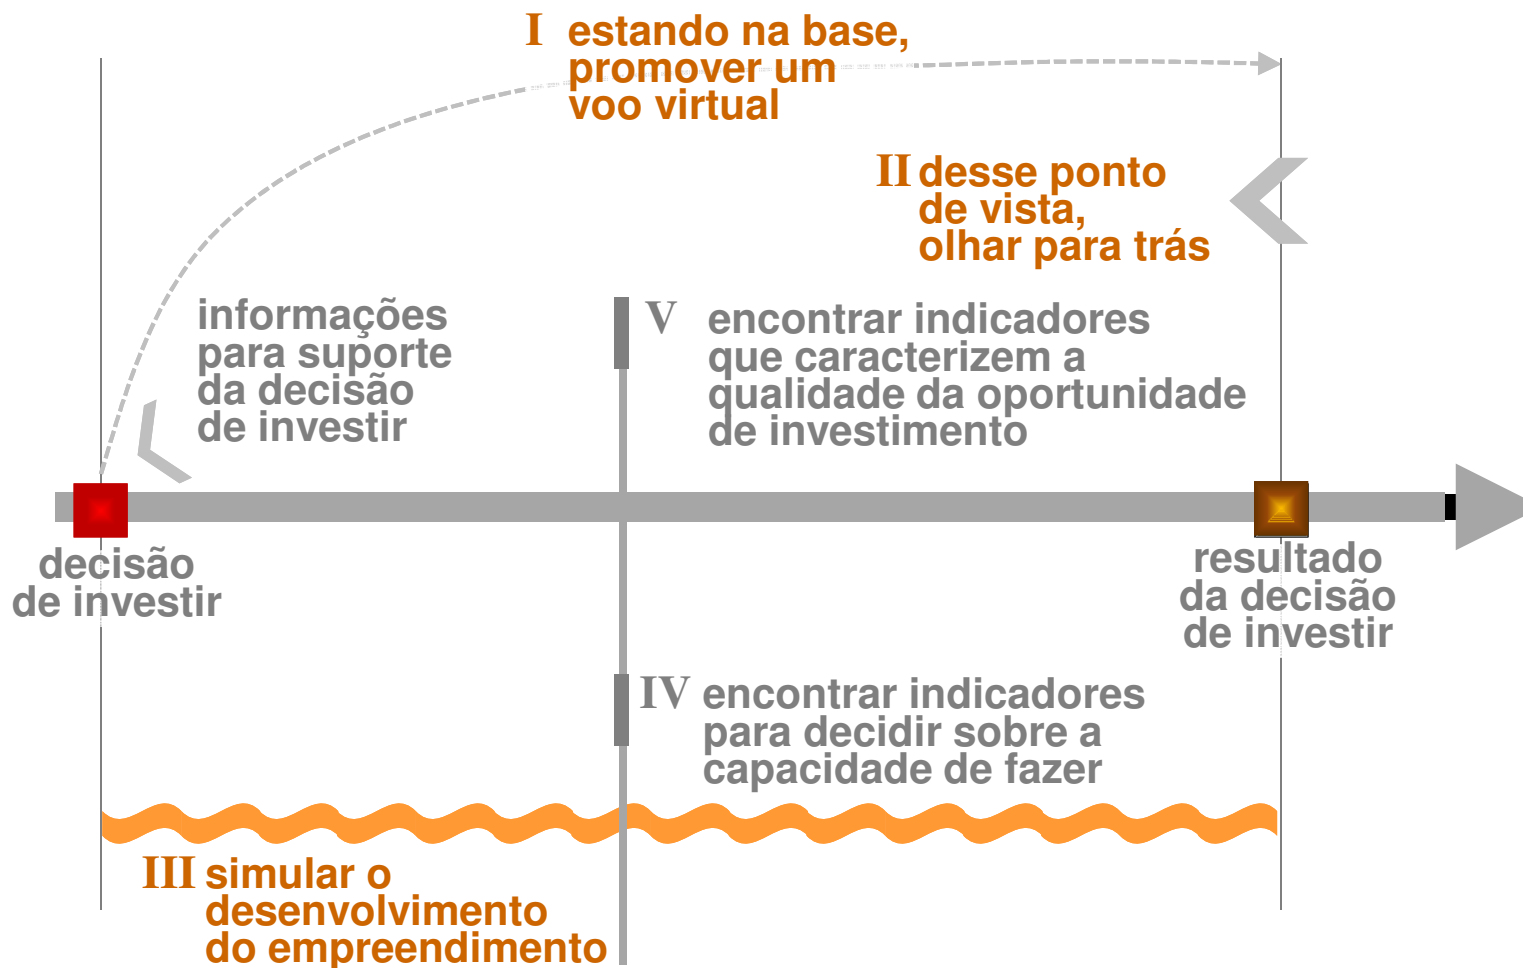 I estando na base,
promover um
voo virtual
II desse ponto
de vista,
olhar para trás
informações
para suporte
da decisão
de investir
V encontrar indicadores
que caracterizem a
qualidade da oportunidade
de investimento
decisão
de investir
resultado
da decisão
de investir
IV encontrar indicadores
para decidir sobre a
capacidade de fazer
III simular o
desenvolvimento
do empreendimento